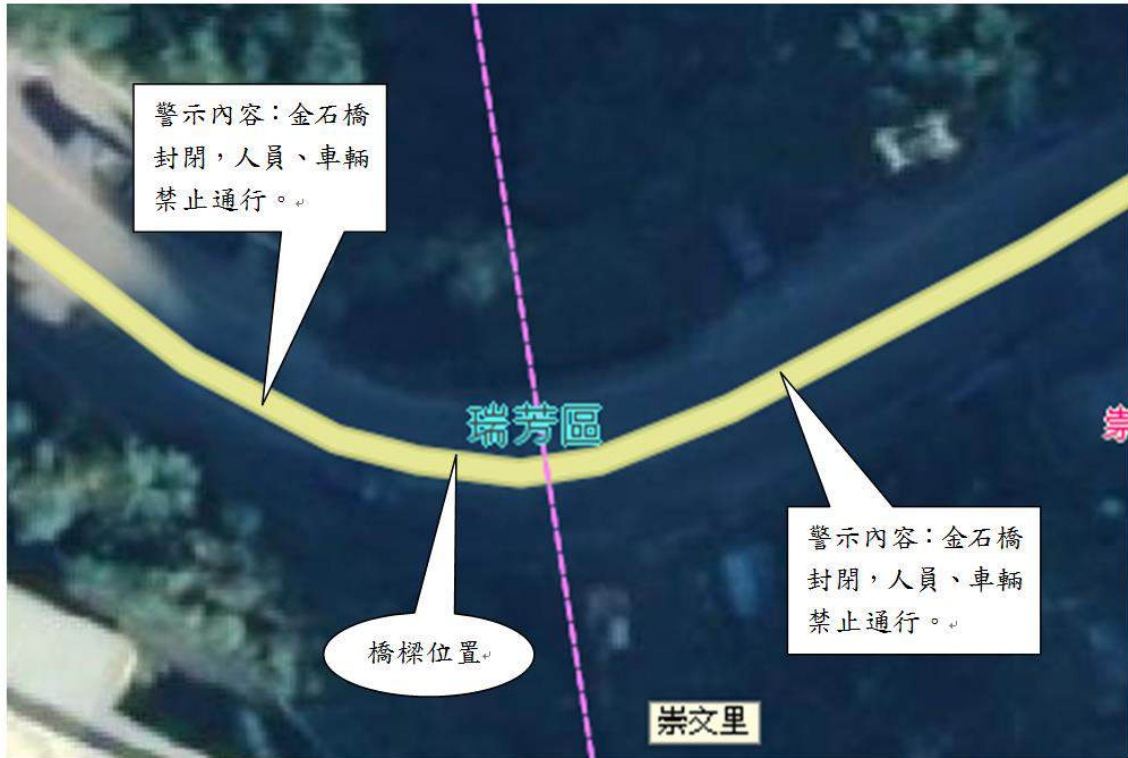 警示內容：金石橋
封閉，人員、車輛
禁止通行。
瑞芳區
崇
警示內容：金石橋
封閉，人員、車輛
禁止通行。
橋樑位置
崇文里